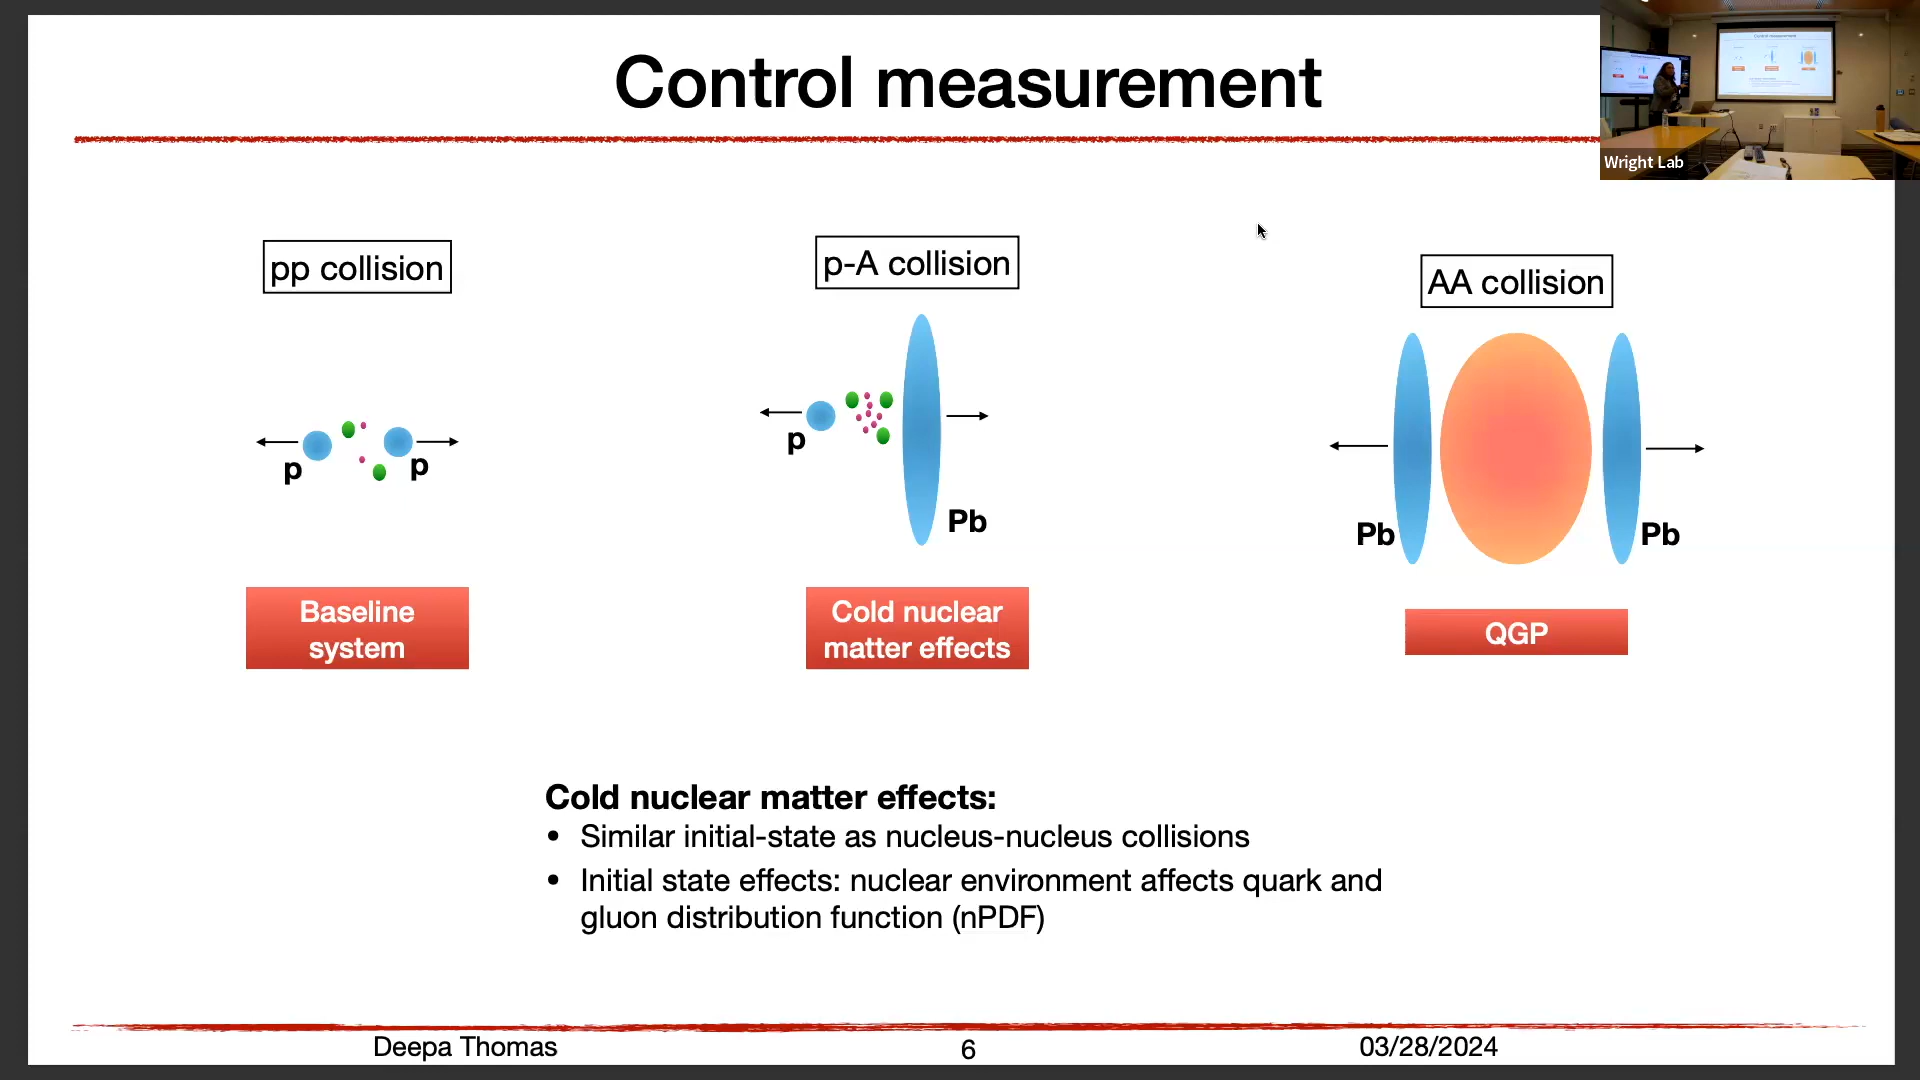 Control measurement
Wright Lab
pp collision
p-A collision
AA collision
p
p
p
Pb
Pb
Pb
Baseline
system
Cold nuclear
matter effects
QGP
Cold nuclear matter effects:
• Similar initial-state as nucleus-nucleus collisions
• Initial state effects: nuclear environment affects quark and
gluon distribution function (nPDF)
Deepa Thomas
6
03/28/2024